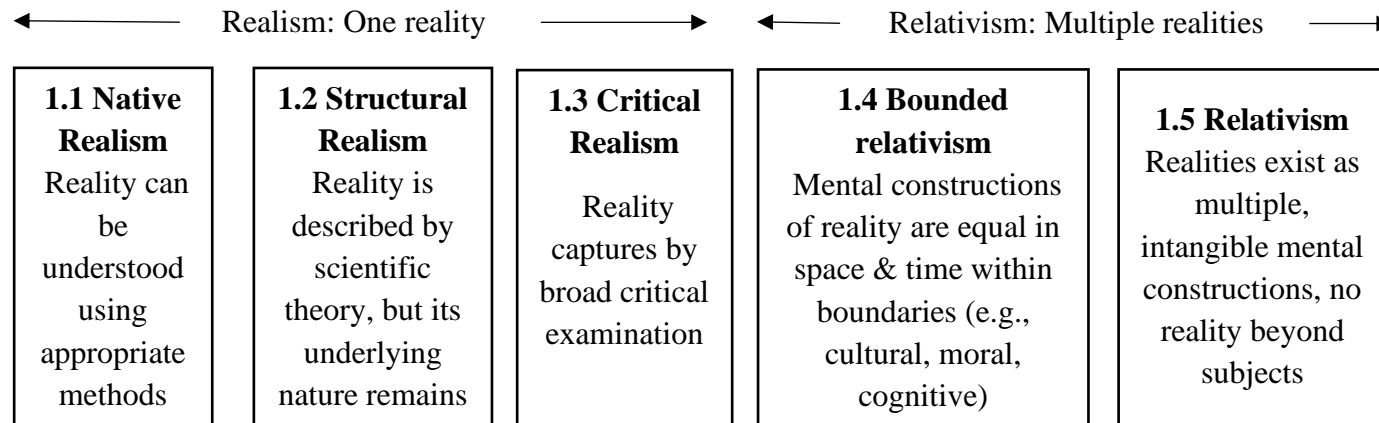 Realism: One reality
Relativism: Multiple realities
1.1 Native
Realism
Reality can
be
understood
using
appropriate
methods
1.2 Structural
Realism
Reality is
described by
scientific
theory, but its
underlying
nature remains
1.3 Critical
Realism
Reality
captures by
broad critical
examination
1.4 Bounded
relativism
Mental constructions
of reality are equal in
space & time within
boundaries (e.g.,
cultural, moral,
cognitive)
1.5 Relativism
Realities exist as
multiple,
intangible mental
constructions, no
reality beyond
subjects